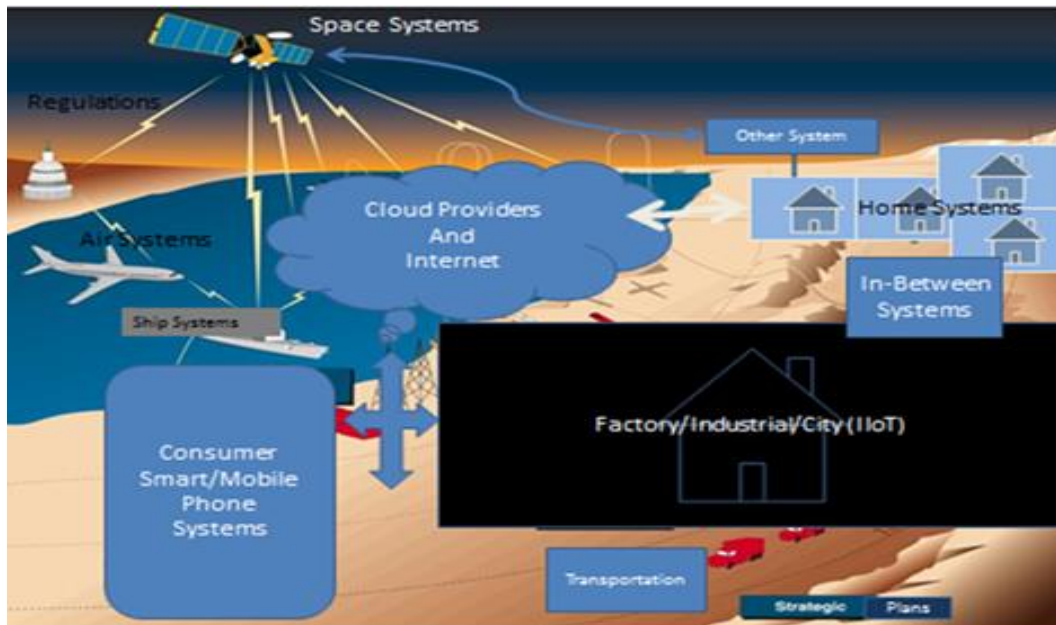 Space Systems
Regulations
Other System
Cloud Providers
And
Internet
Home Systems
Air Systems
In-Between
Systems
Ship Systems
Factory/Industrial/City (IIoT)
Consumer
Smart/Mobile
Phone
Systems
Transportation
Strategic Plans